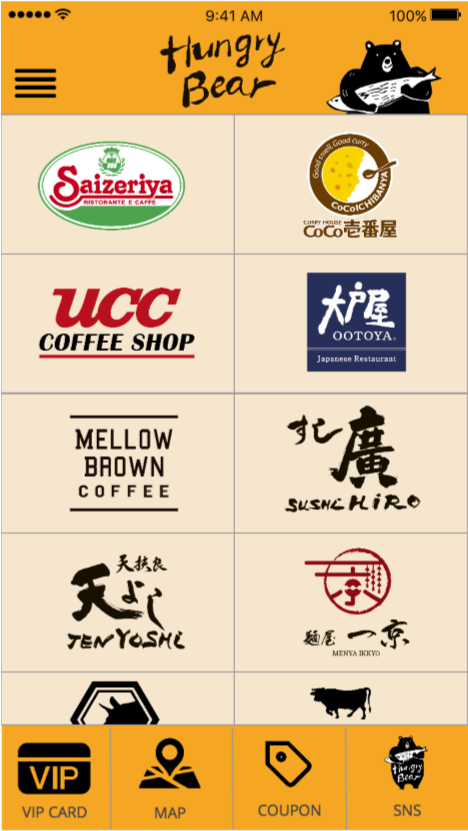 9:41 AM
100%
Hungry
Bear
Saizeriya
RISTORANTE E CAFFÈ
Good smell, Good curry
CoCoICHIBANYA
CURRY HOUSE
CoCo壱番屋
UCC
COFFEE SHOP
大戸屋
OOTOYA
Japanese Restaurant
MELLOW
BROWN
COFFEE
すし廣
SUSHi HiRO
天扶良
天よし
TENYOSHi
麺屋 一京
MENYA IKKYO
VIP
VIP CARD
MAP
COUPON
Hungry
Bear
SNS